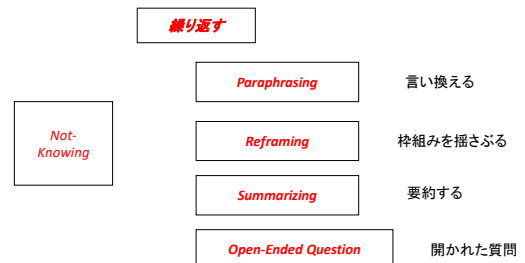 繰り返す
Paraphrasing 言い換える
Not-
Knowing
Reframing 枠組みを揺さぶる
Summarizing 要約する
Open-Ended Question 開かれた質問